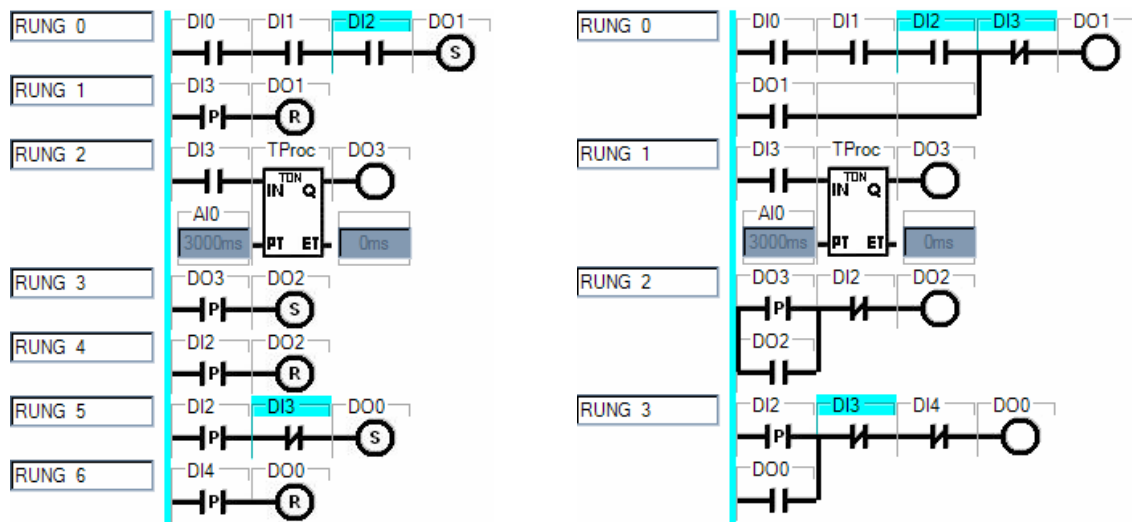 RUNG 0 DI0 DI1 DI2 DO1
S
RUNG 1 DI3 DO1
P R
RUNG 2 DI3 TProc DO3
TON
IN Q
AI0
3000ms PT ET 0ms
RUNG 3 DO3 DO2
P S
RUNG 4 DI2 DO2
P R
RUNG 5 DI2 DI3 DO0
P S
RUNG 6 DI4 DO0
P R
RUNG 0 DI0 DI1 DI2 DI3 DO1
DO1
RUNG 1 DI3 TProc DO3
TON
IN Q
AI0
3000ms PT ET 0ms
RUNG 2 DO3 DI2 DO2
P
DO2
RUNG 3 DI2 DI3 DI4 DO0
P
DO0